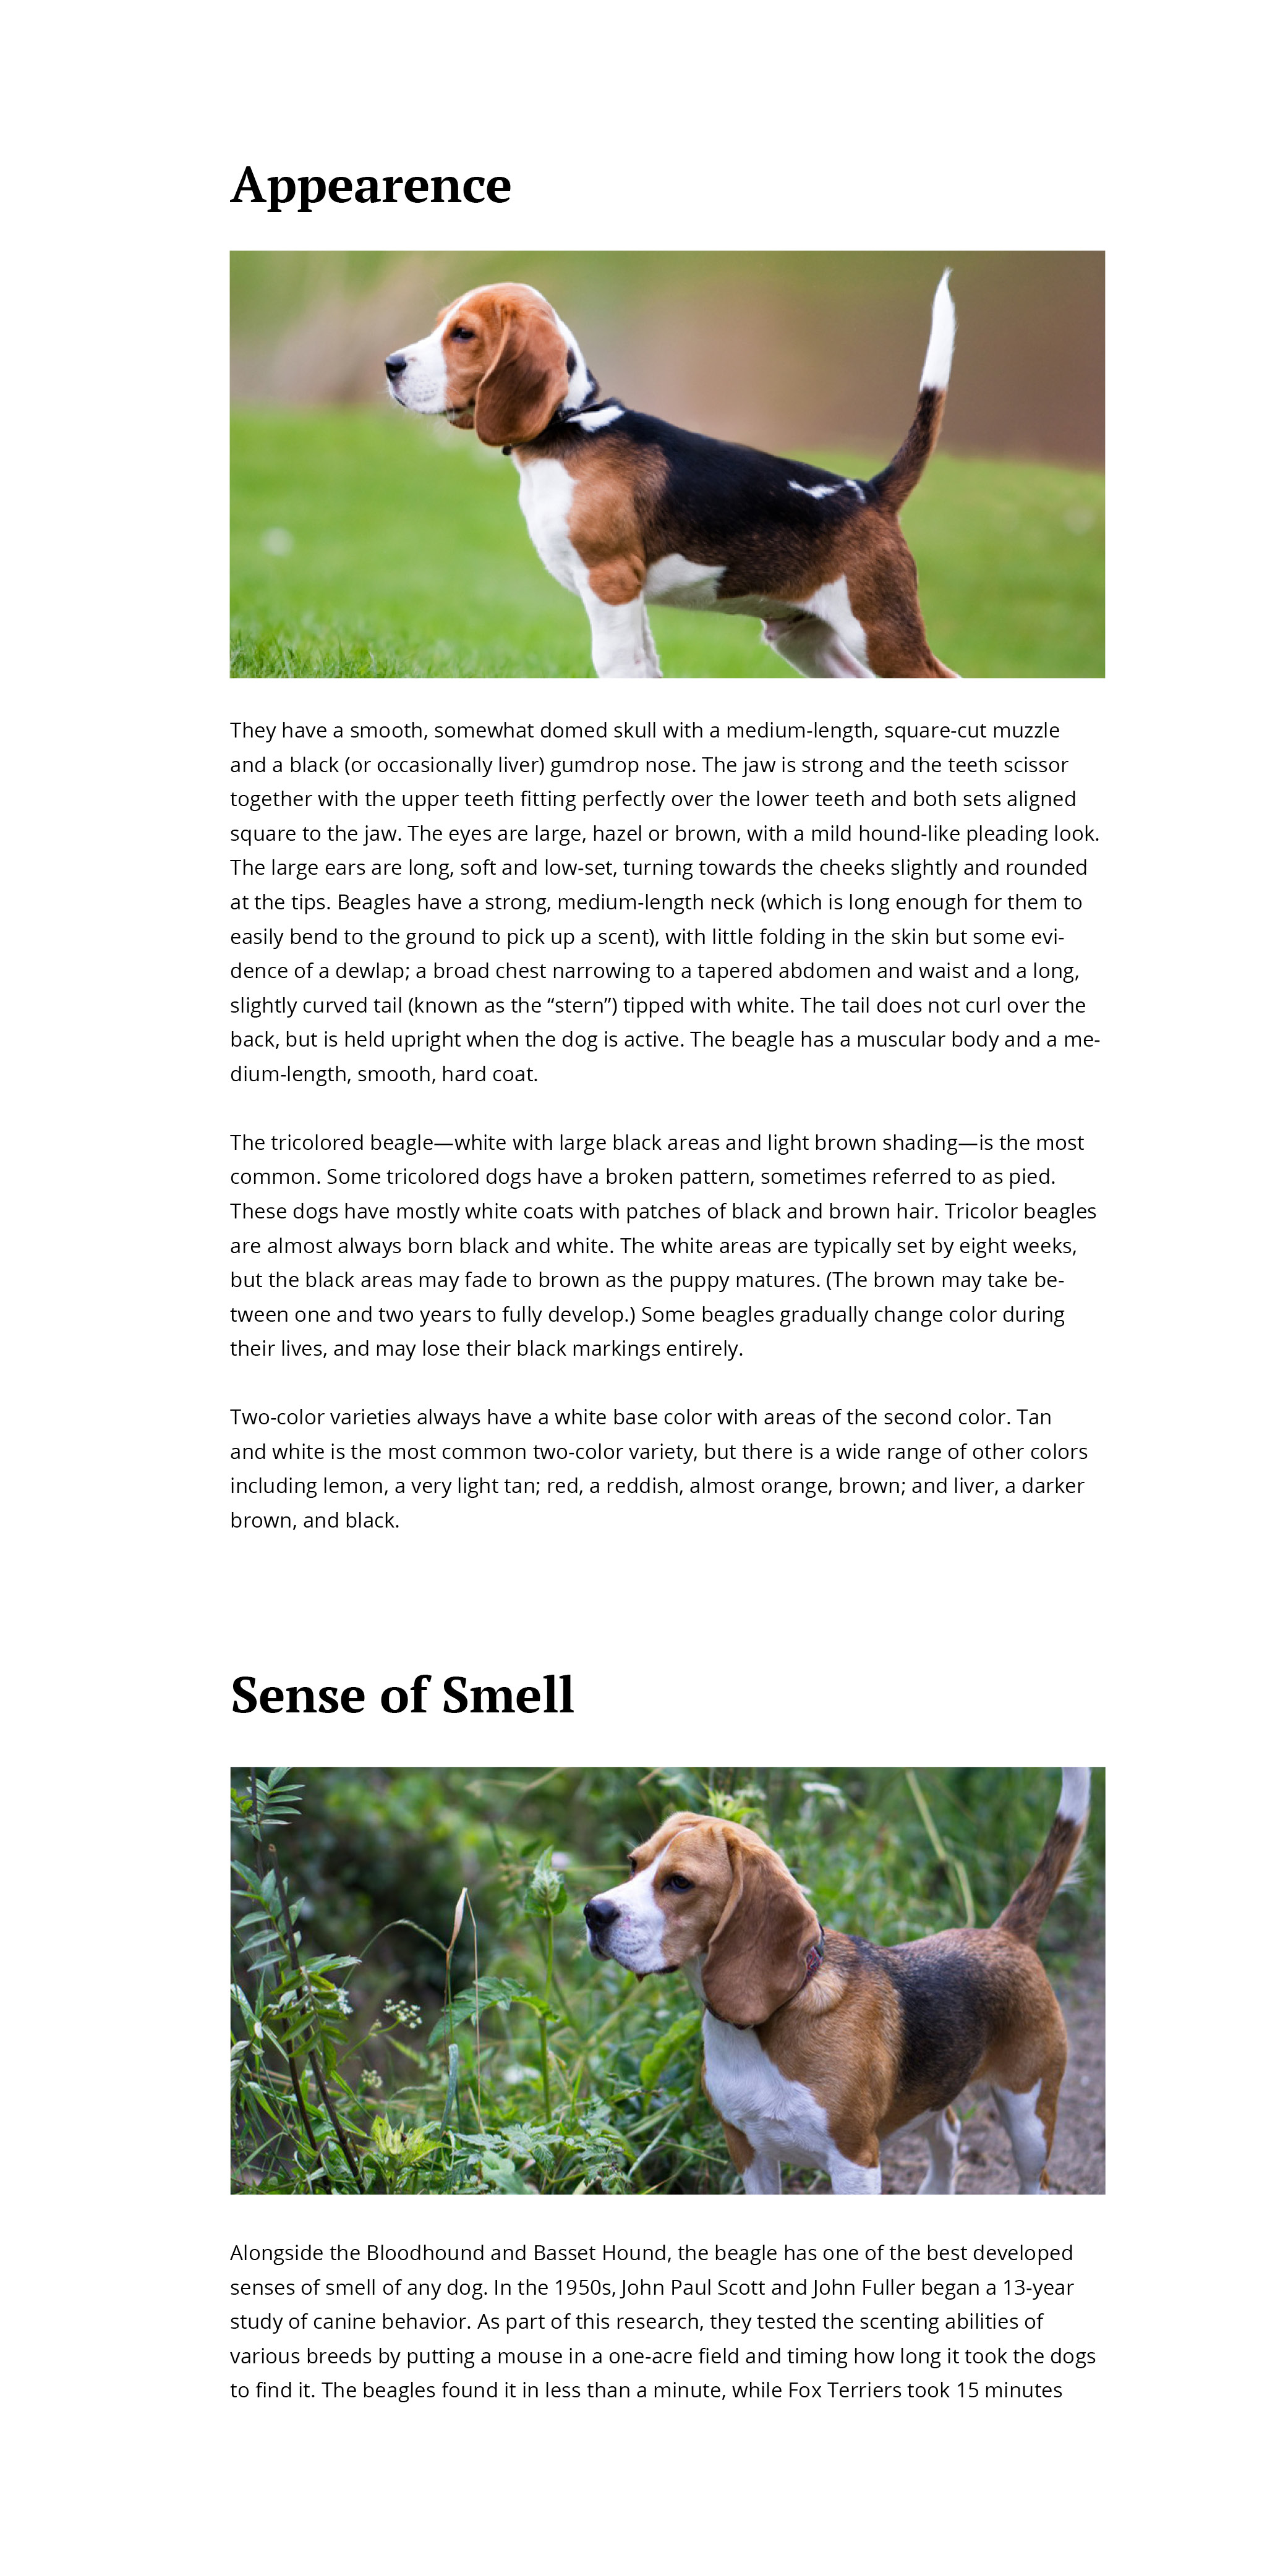 Appearence
They have a smooth, somewhat domed skull with a medium-length, square-cut muzzle
and a black (or occasionally liver) gumdrop nose. The jaw is strong and the teeth scissor
together with the upper teeth fitting perfectly over the lower teeth and both sets aligned
square to the jaw. The eyes are large, hazel or brown, with a mild hound-like pleading look.
The large ears are long, soft and low-set, turning towards the cheeks slightly and rounded
at the tips. Beagles have a strong, medium-length neck (which is long enough for them to
easily bend to the ground to pick up a scent), with little folding in the skin but some evi-
dence of a dewlap; a broad chest narrowing to a tapered abdomen and waist and a long,
slightly curved tail (known as the “stern”) tipped with white. The tail does not curl over the
back, but is held upright when the dog is active. The beagle has a muscular body and a me-
dium-length, smooth, hard coat.
The tricolored beagle—white with large black areas and light brown shading—is the most
common. Some tricolored dogs have a broken pattern, sometimes referred to as pied.
These dogs have mostly white coats with patches of black and brown hair. Tricolor beagles
are almost always born black and white. The white areas are typically set by eight weeks,
but the black areas may fade to brown as the puppy matures. (The brown may take be-
tween one and two years to fully develop.) Some beagles gradually change color during
their lives, and may lose their black markings entirely.
Two-color varieties always have a white base color with areas of the second color. Tan
and white is the most common two-color variety, but there is a wide range of other colors
including lemon, a very light tan; red, a reddish, almost orange, brown; and liver, a darker
brown, and black.
Sense of Smell
Alongside the Bloodhound and Basset Hound, the beagle has one of the best developed
senses of smell of any dog. In the 1950s, John Paul Scott and John Fuller began a 13-year
study of canine behavior. As part of this research, they tested the scenting abilities of
various breeds by putting a mouse in a one-acre field and timing how long it took the dogs
to find it. The beagles found it in less than a minute, while Fox Terriers took 15 minutes